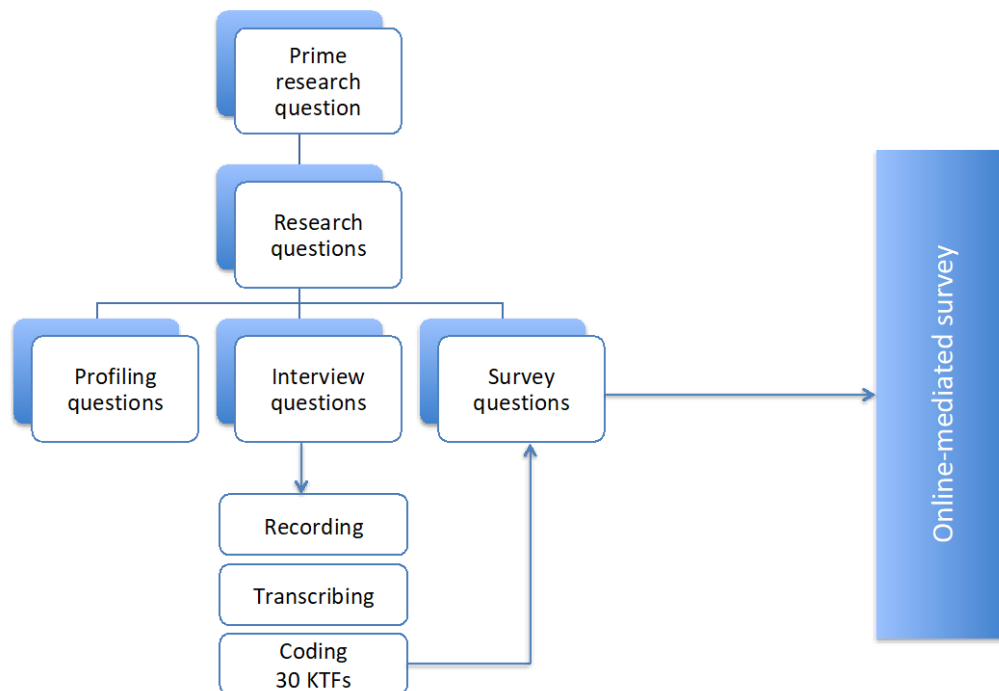 Prime
research
question
Research
questions
Profiling
questions
Interview
questions
Survey
questions
Recording
Transcribing
Coding
30 KTFs
Online-mediated survey